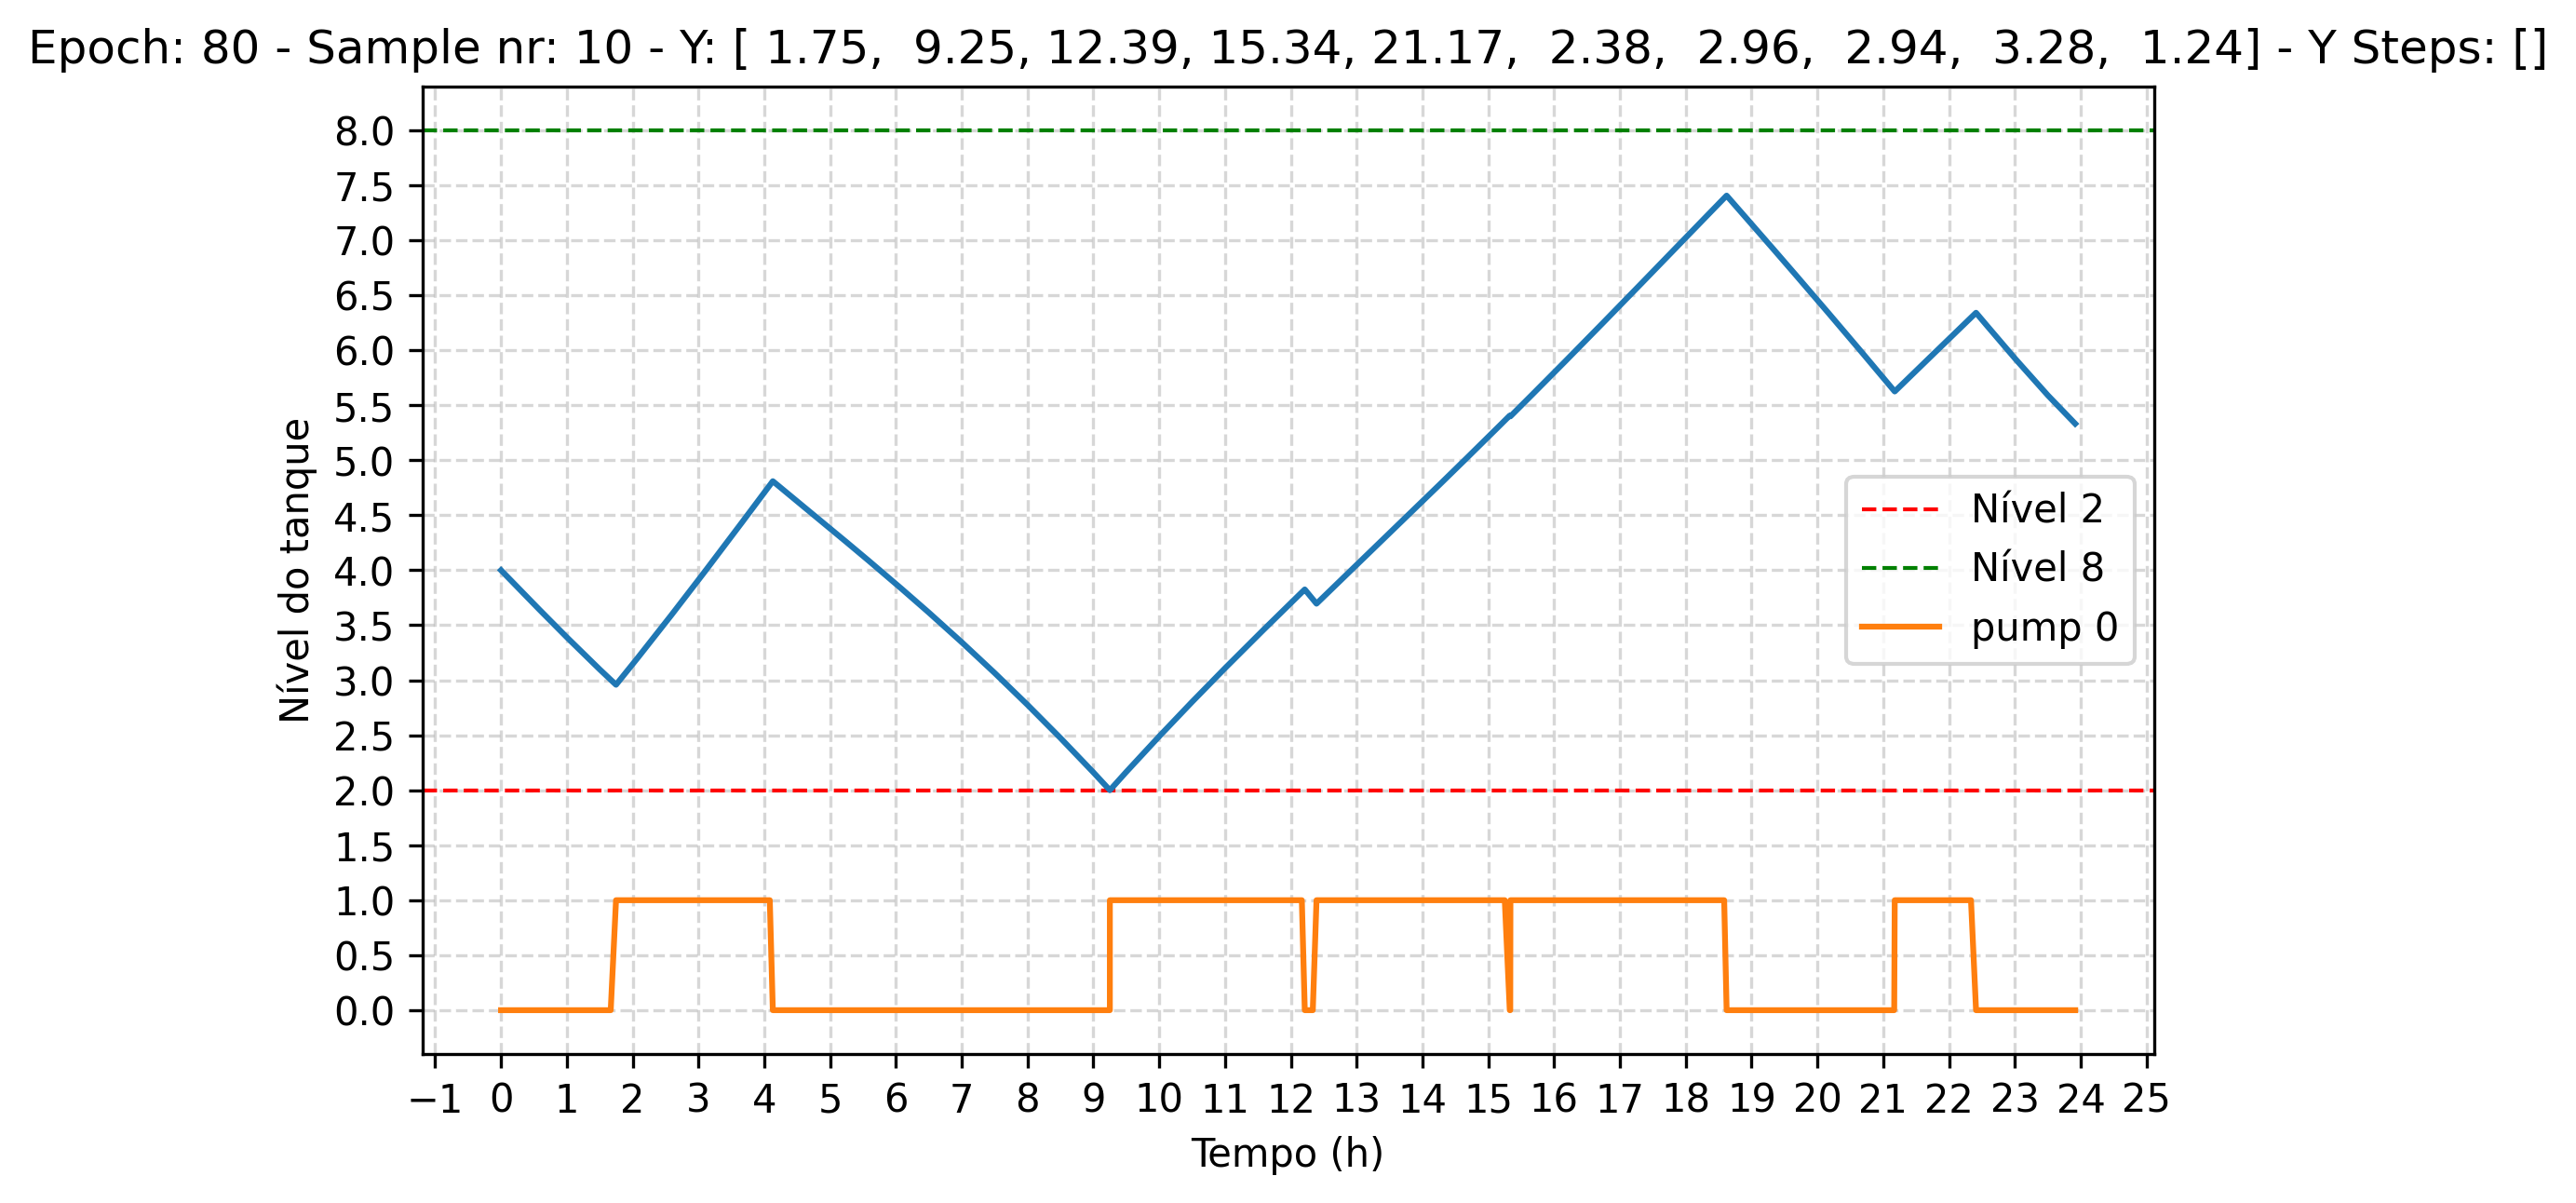 Epoch: 80 - Sample nr: 10 - Y: [ 1.75,  9.25, 12.39, 15.34, 21.17,  2.38,  2.96,  2.94,  3.28,  1.24] - Y Steps: []
8.0
7.5
7.0
6.5
6.0
5.5
5.0
4.5
4.0
3.5
3.0
2.5
2.0
1.5
1.0
0.5
0.0
Nível do tanque
Nível 2
Nível 8
pump 0
−1 0 1 2 3 4 5 6 7 8 9 10 11 12 13 14 15 16 17 18 19 20 21 22 23 24 25
Tempo (h)